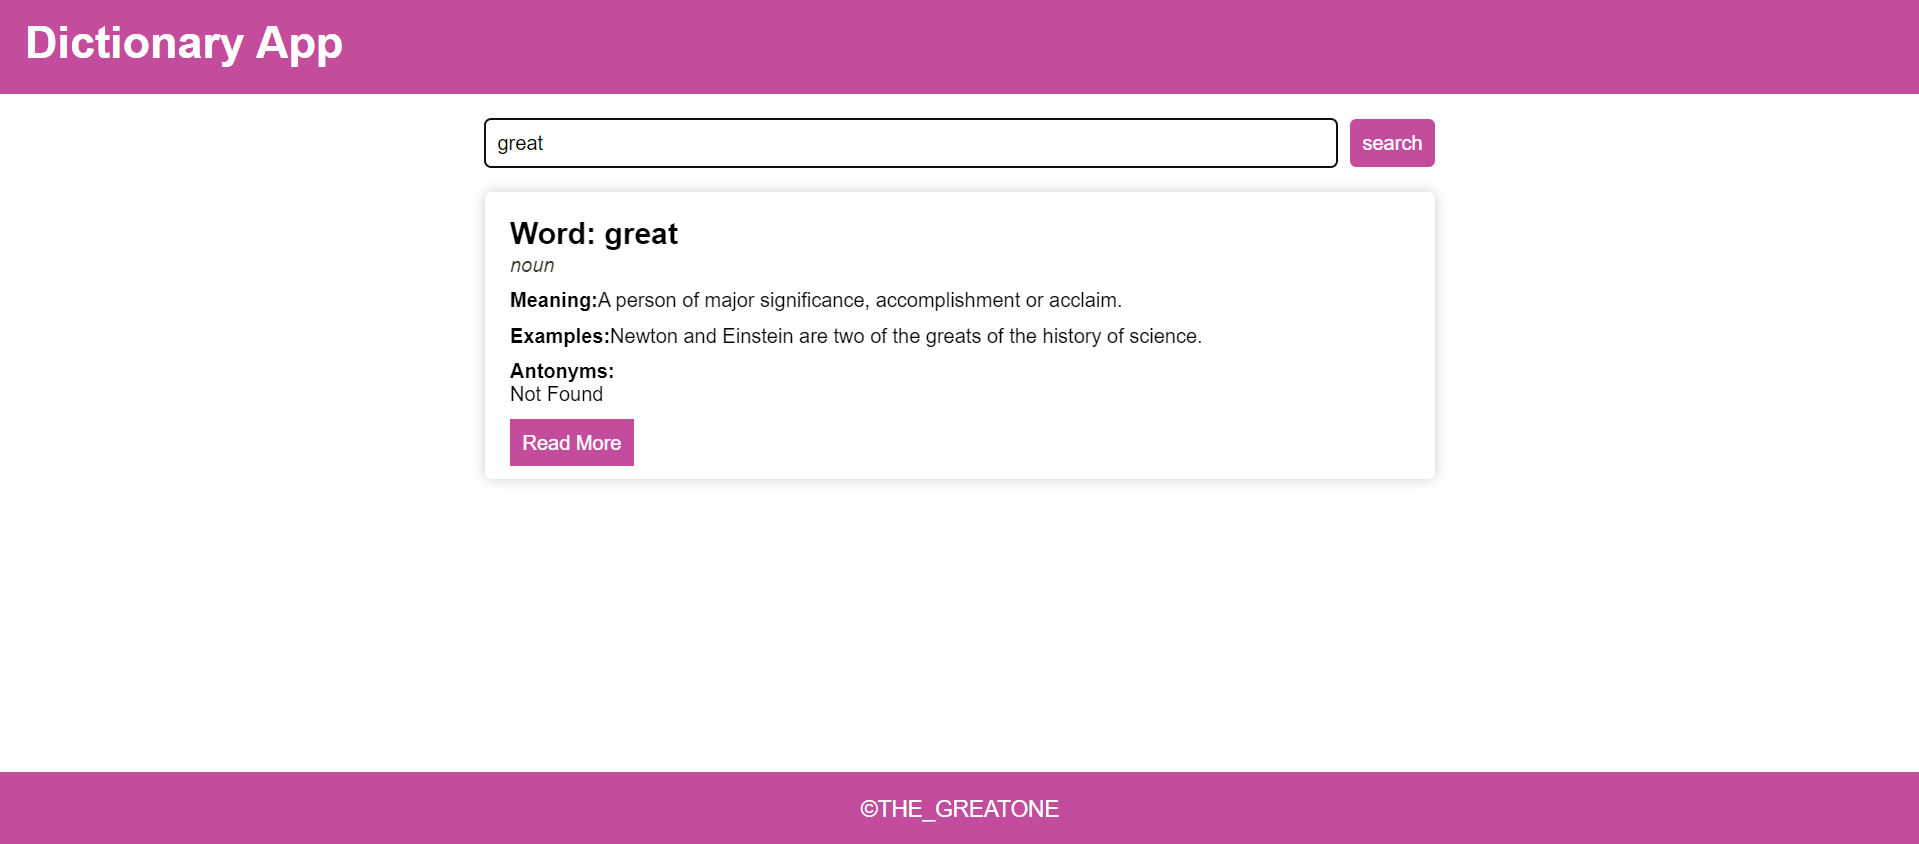 Dictionary App
great
search
Word: great
noun
Meaning:A person of major significance, accomplishment or acclaim.
Examples:Newton and Einstein are two of the greats of the history of science.
Antonyms:
Not Found
Read More
©THE_GREATONE